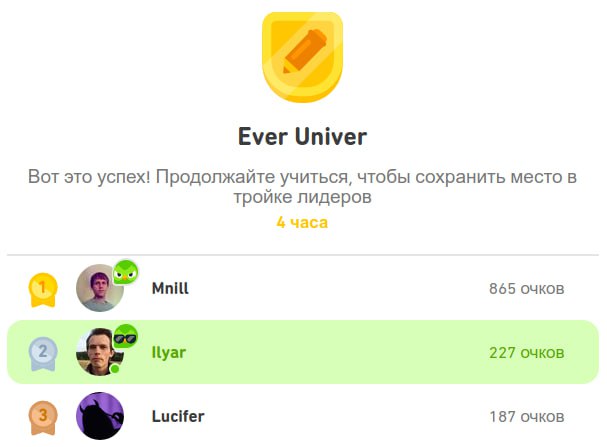 Ever Univer
Вот это успех! Продолжайте учиться, чтобы сохранить место в
тройке лидеров
4 часа
1 Mnill 865 очков
2 Ilyar 227 очков
3 Lucifer 187 очков